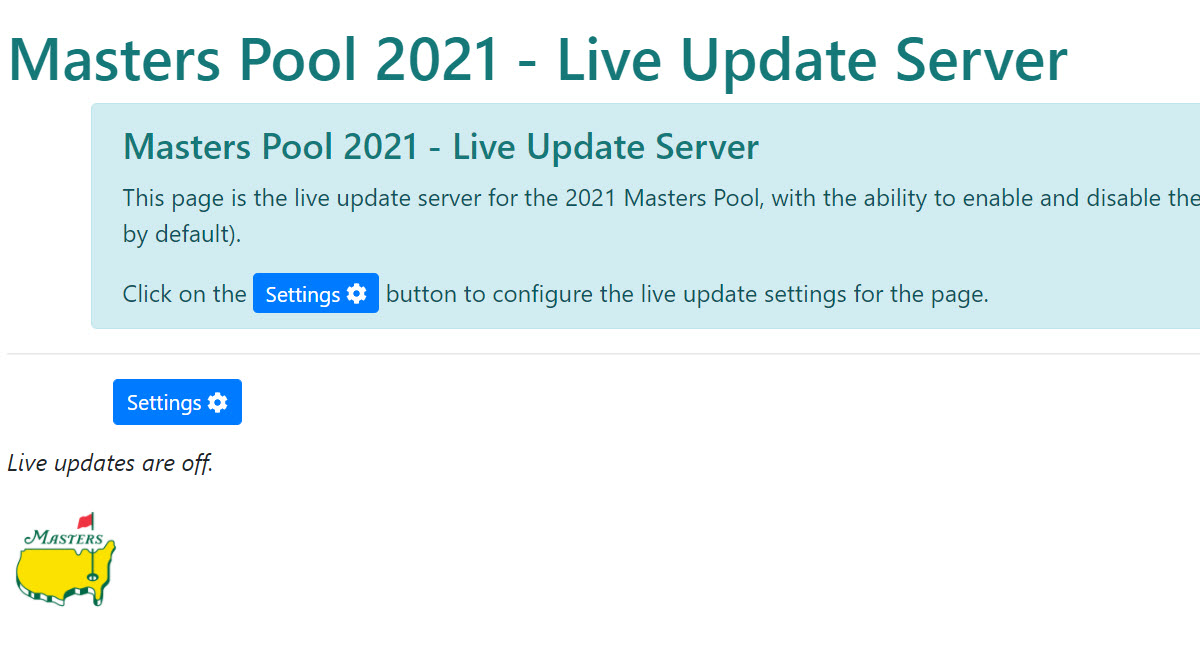 Masters Pool 2021 - Live Update Server
Masters Pool 2021 - Live Update Server
This page is the live update server for the 2021 Masters Pool, with the ability to enable and disable the
by default).
Click on the Settings button to configure the live update settings for the page.
Settings
Live updates are off.
MASTERS